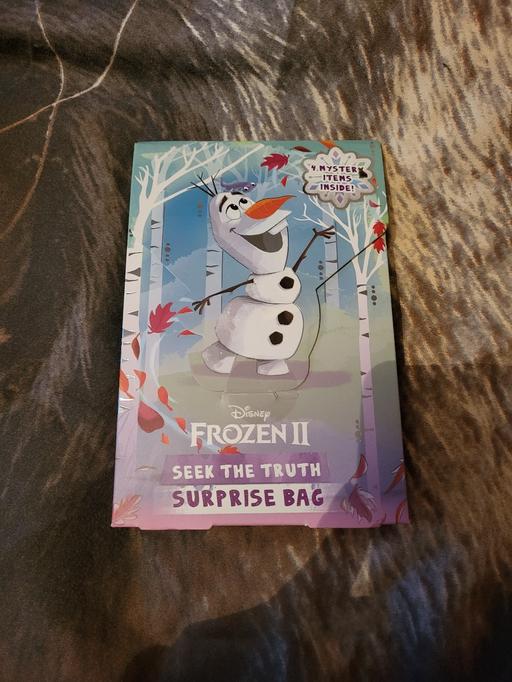 4 MYSTERY
ITEMS
INSIDE!
DISNEY
FROZEN II
SEEK THE TRUTH
SURPRISE BAG